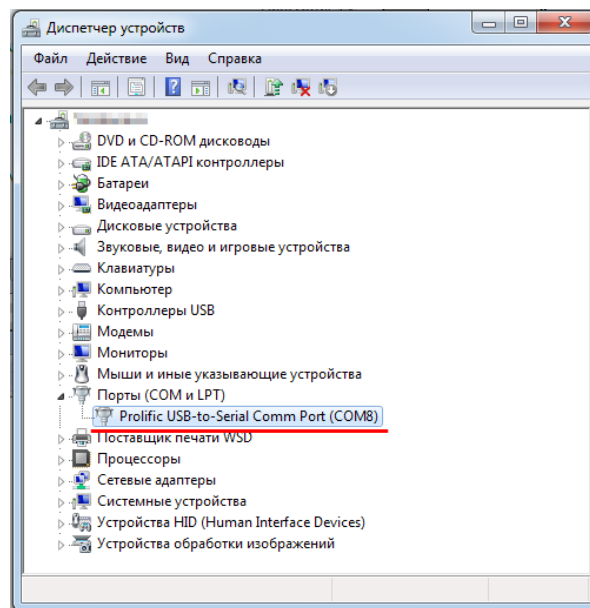 Диспетчер устройств
Файл Действие Вид Справка
DVD и CD-ROM дисководы
IDE ATA/ATAPI контроллеры
Батареи
Видеоадаптеры
Дисковые устройства
Звуковые, видео и игровые устройства
Клавиатуры
Компьютер
Контроллеры USB
Модемы
Мониторы
Мыши и иные указывающие устройства
Порты (COM и LPT)
Prolific USB-to-Serial Comm Port (COM8)
Поставщик печати WSD
Процессоры
Сетевые адаптеры
Системные устройства
Устройства HID (Human Interface Devices)
Устройства обработки изображений